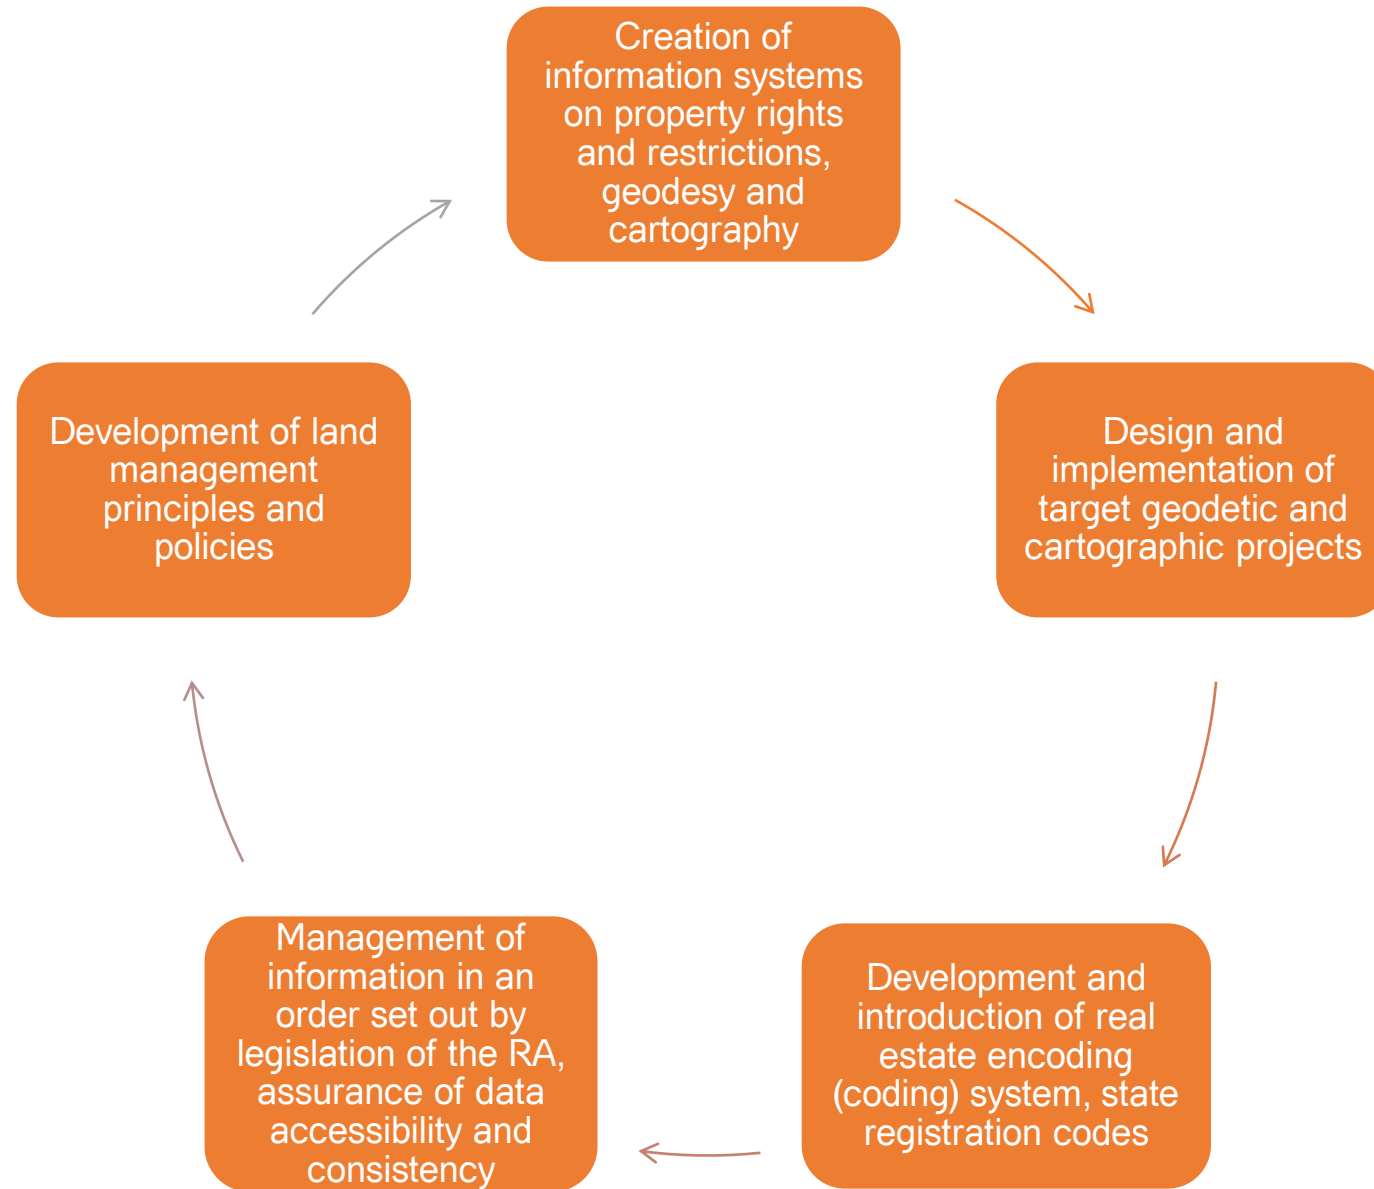 Creation of
information systems
on property rights
and restrictions,
geodesy and
cartography
Design and
implementation of
target geodetic and
cartographic projects
Development and
introduction of real
estate encoding
(coding) system, state
registration codes
Management of
information in an
order set out by
legislation of the RA,
assurance of data
accessibility and
consistency
Development of land
management
principles and
policies